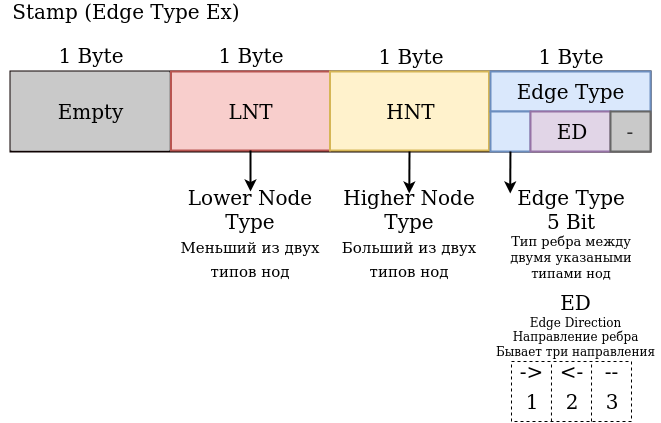 Stamp (Edge Type Ex)
1 Byte
1 Byte
1 Byte
1 Byte
Empty
LNT
HNT
Edge Type
ED
-
Lower Node
Type
Меньший из двух
типов нод
Higher Node
Type
Больший из двух
типов нод
Edge Type
5 Bit
Тип ребра между
двумя указаными
типами нод
ED
Edge Direction
Направление ребра
Бывает три направления
-> <- --
1 2 3